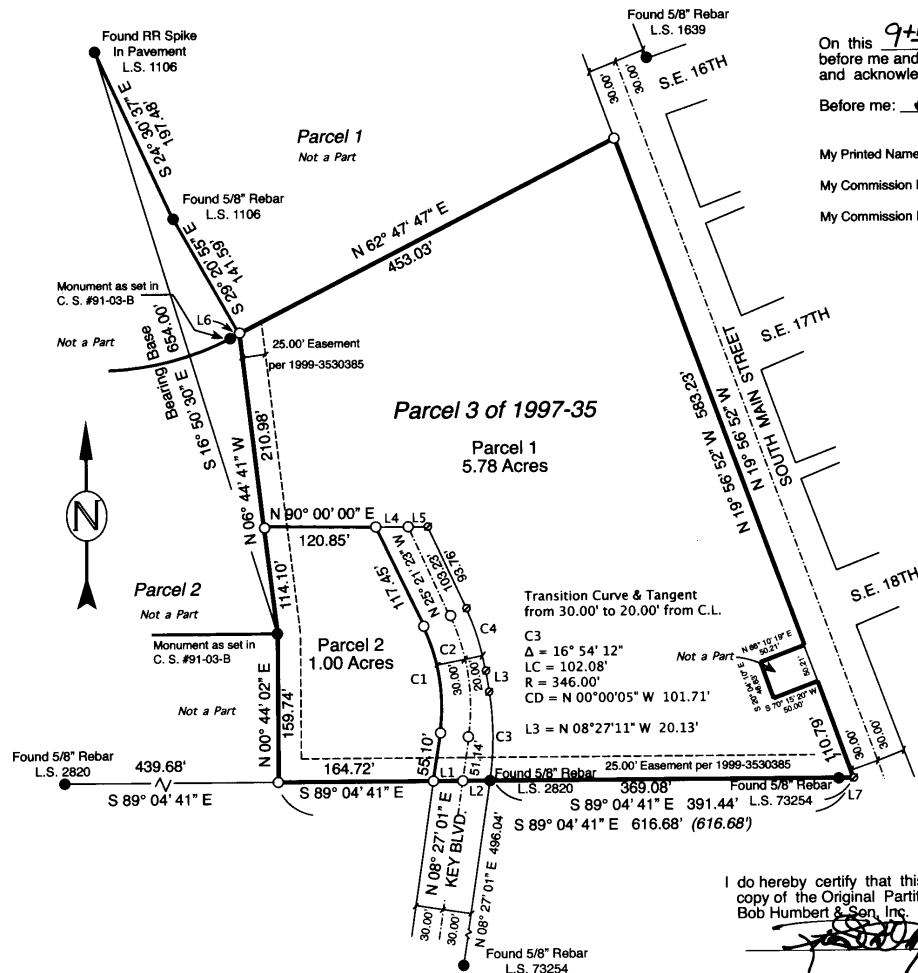 Found RR Spike
In Pavement
L.S. 1106
Found 5/8" Rebar
L.S. 1639
S.E. 16TH
30.00'
30.00'
On this 9th
before me and
and acknowle
Before me:
My Printed Name
My Commission
My Commission
S 24° 30' 37" E
197.48'
Parcel 1
Not a Part
Found 5/8" Rebar
L.S. 1106
S 29° 20' 55" E
141.59'
N 62° 47' 47" E
453.03'
Monument as set in
C. S. #91-03-B
L6
Not a Part
Bearing Base
S 16° 50' 30" E 654.00'
25.00' Easement
per 1999-3530385
S.E. 17TH
SOUTH MAIN STREET
N 19° 56' 52" W
N 19° 56' 52" W 583.23'
Parcel 3 of 1997-35
Parcel 1
5.78 Acres
210.98'
N 06° 44' 41" W
N
N 90° 00' 00" E
120.85'
L4
L5
117.45'
N 25° 21' 23" W
103.23'
93.76'
114.10'
Parcel 2
Not a Part
Monument as set in
C. S. #91-03-B
Parcel 2
1.00 Acres
C2
C4
C1
30.00'
20.00'
L3
C3
Transition Curve & Tangent
from 30.00' to 20.00' from C.L.
C3
Δ = 16° 54' 12"
LC = 102.08'
R = 346.00'
CD = N 00°00'05" W 101.71'
L3 = N 08°27'11" W 20.13'
S.E. 18TH
Not a Part
50.21'
50.21'
S 70° 15' 20" W
50.00'
110.79'
30.00'
30.00'
Not a Part
N 00° 44' 02" E
159.74'
Found 5/8" Rebar
L.S. 2820
439.68'
S 89° 04' 41" E
164.72'
S 89° 04' 41" E
55.10'
51.14'
L1
L2
Found 5/8" Rebar
L.S. 2820
25.00' Easement per 1999-3530385
369.08'
Found 5/8" Rebar
L.S. 73254
L7
S 89° 04' 41" E 391.44'
S 89° 04' 41" E 616.68' (616.68')
N 08° 27' 01" E
KEY BLVD.
N 08° 27' 01" E 496.04'
30.00'
30.00'
Found 5/8" Rebar
L.S. 73254
I do hereby certify that this
copy of the Original Partit
Bob Humbert & Son, Inc.